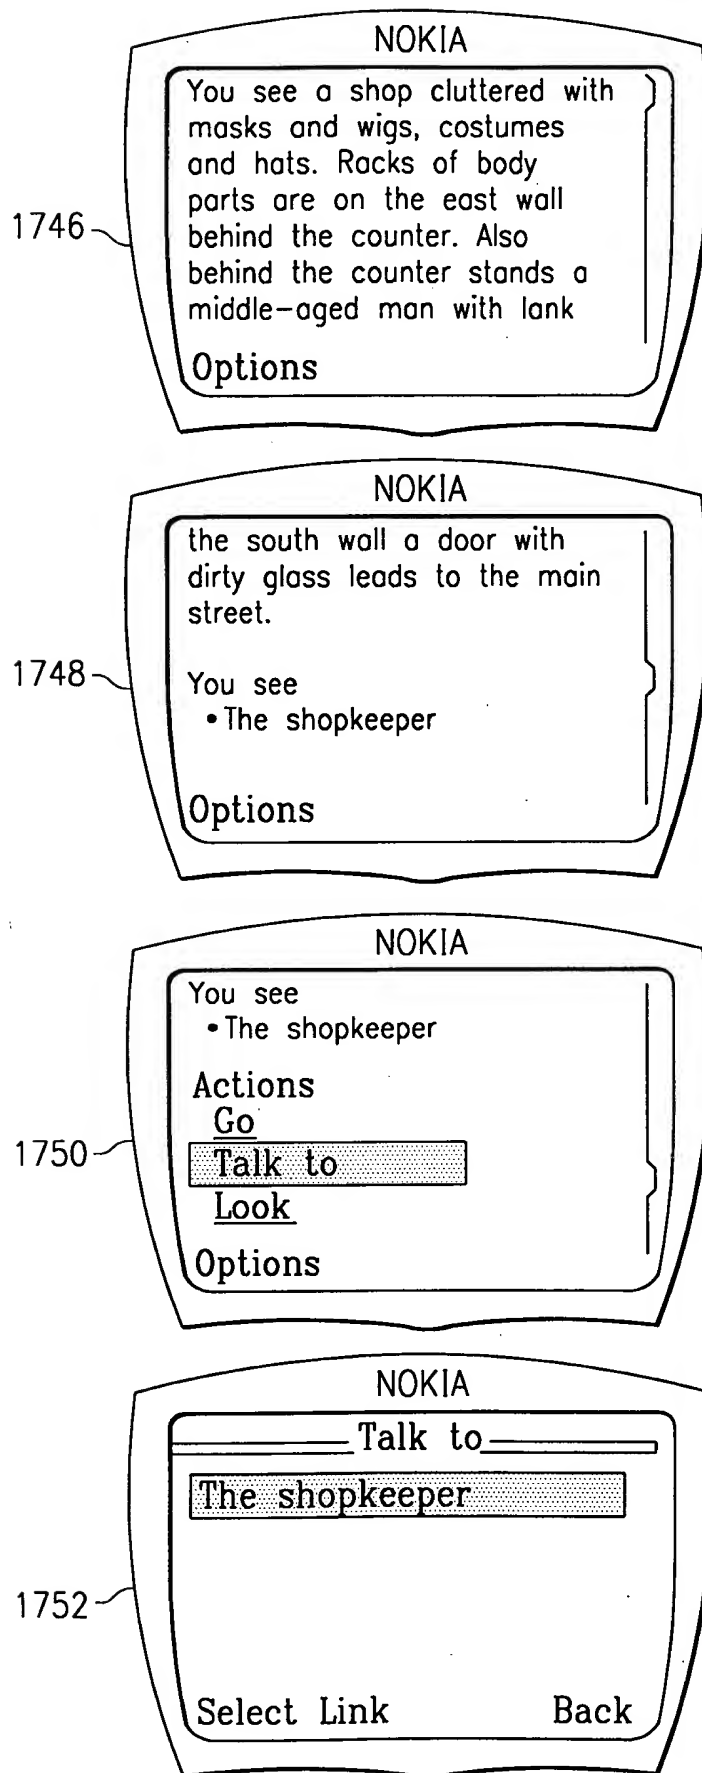 NOKIA
You see a shop cluttered with
masks and wigs, costumes
and hats. Racks of body
parts are on the east wall
behind the counter. Also
behind the counter stands a
middle-aged man with lank
Options
1746
NOKIA
the south wall a door with
dirty glass leads to the main
street.
You see
•The shopkeeper
Options
1748
NOKIA
You see
•The shopkeeper
Actions
Go
Talk to
Look
Options
1750
NOKIA
Talk to
The shopkeeper
Select Link Back
1752